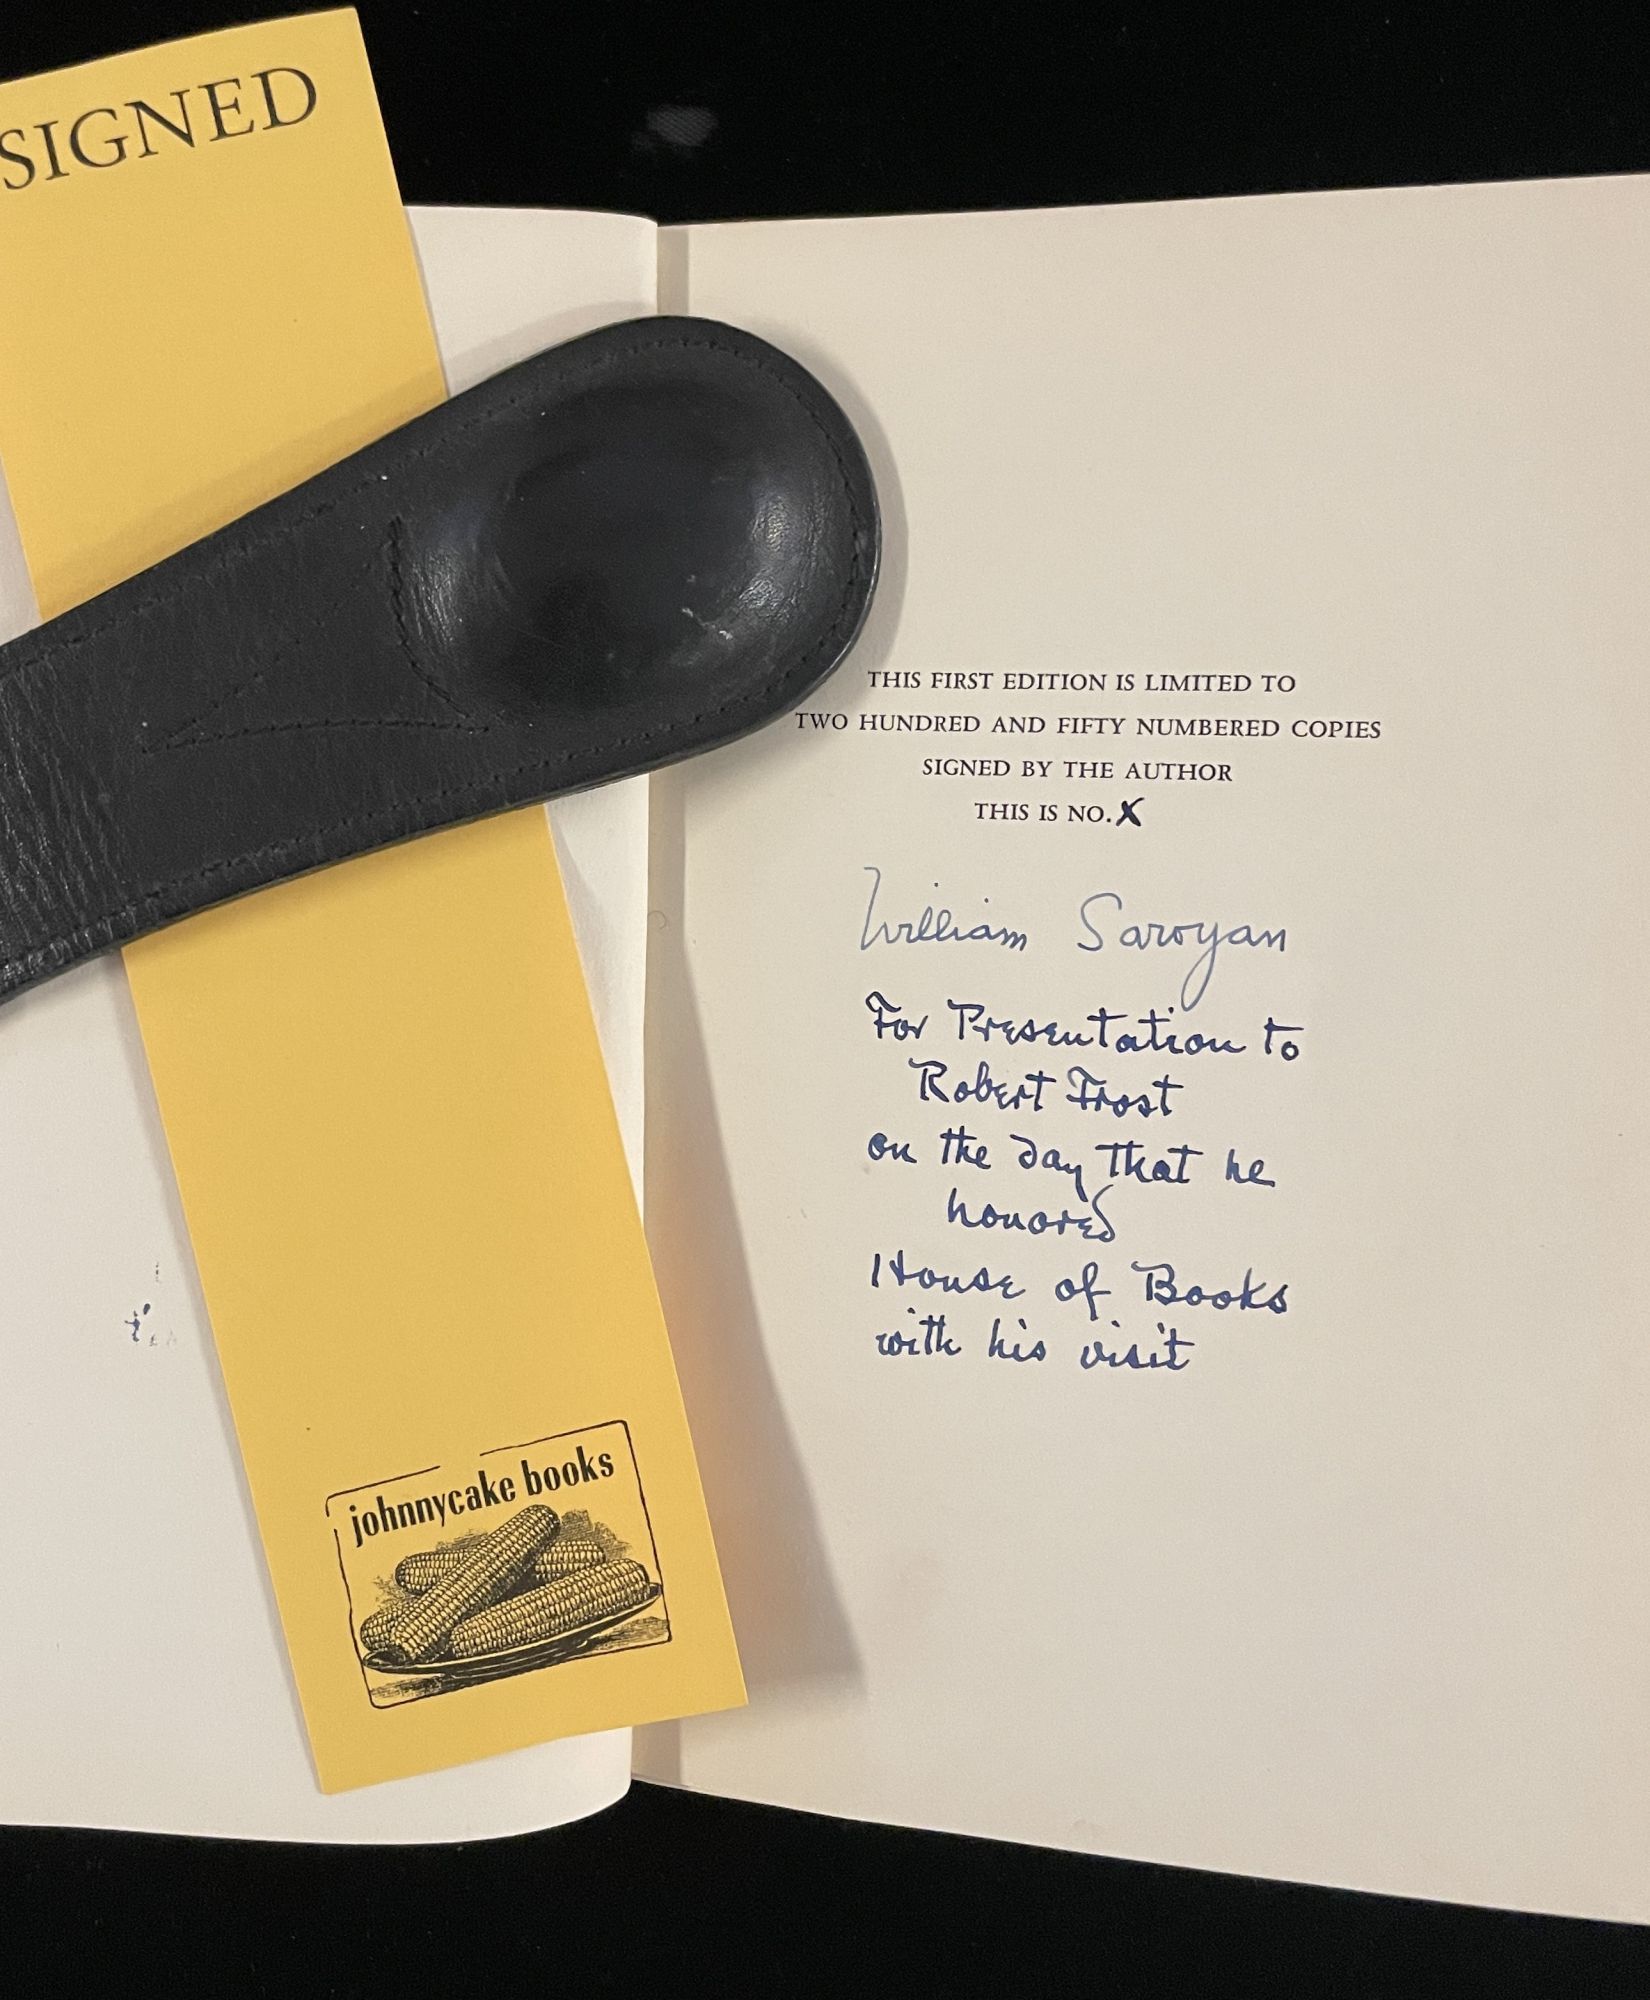 SIGNED
THIS FIRST EDITION IS LIMITED TO
TWO HUNDRED AND FIFTY NUMBERED COPIES
SIGNED BY THE AUTHOR
THIS IS NO. X
William Saroyan
For Presentation to
Robert Frost
on the day that he
honored
House of Books
with his visit
johnnycake books